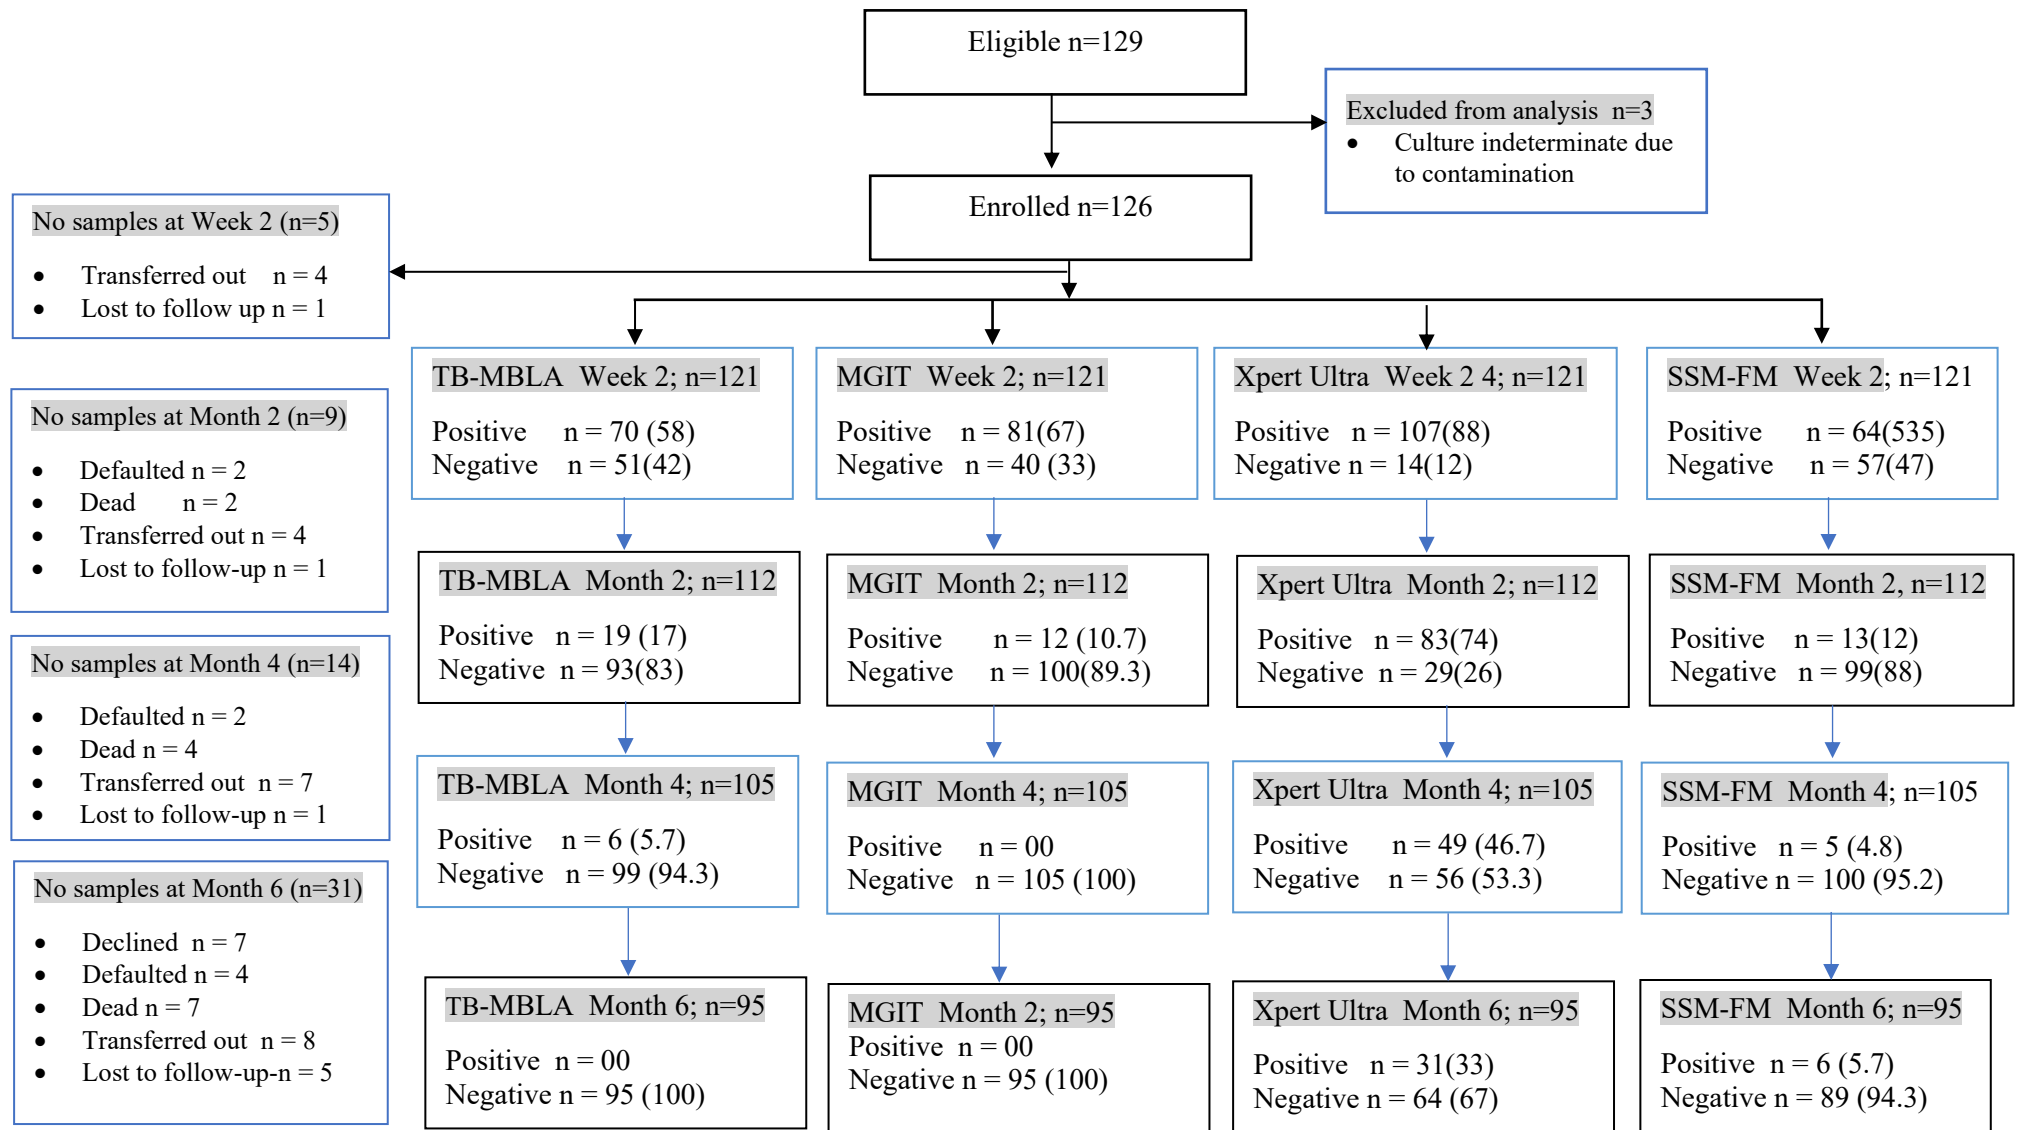 Eligible n=129
Excluded from analysis  n=3
• Culture indeterminate due
to contamination
Enrolled n=126
No samples at Week 2 (n=5)
• Transferred out n = 4
• Lost to follow up n = 1
TB-MBLA Week 2; n=121
Positive n = 70 (58)
Negative n = 51(42)
MGIT Week 2; n=121
Positive n = 81(67)
Negative n = 40 (33)
Xpert Ultra Week 2 4; n=121
Positive n = 107(88)
Negative n = 14(12)
SSM-FM Week 2; n=121
Positive n = 64(535)
Negative n = 57(47)
No samples at Month 2 (n=9)
• Defaulted n = 2
• Dead n = 2
• Transferred out n = 4
• Lost to follow-up n = 1
TB-MBLA Month 2; n=112
Positive n = 19 (17)
Negative n = 93(83)
MGIT Month 2; n=112
Positive n = 12 (10.7)
Negative n = 100(89.3)
Xpert Ultra Month 2; n=112
Positive n = 83(74)
Negative n = 29(26)
SSM-FM Month 2, n=112
Positive n = 13(12)
Negative n = 99(88)
No samples at Month 4 (n=14)
• Defaulted n = 2
• Dead n = 4
• Transferred out n = 7
• Lost to follow-up n = 1
TB-MBLA Month 4; n=105
Positive n = 6 (5.7)
Negative n = 99 (94.3)
MGIT Month 4; n=105
Positive n = 00
Negative n = 105 (100)
Xpert Ultra Month 4; n=105
Positive n = 49 (46.7)
Negative n = 56 (53.3)
SSM-FM Month 4; n=105
Positive n = 5 (4.8)
Negative n = 100 (95.2)
No samples at Month 6 (n=31)
• Declined n = 7
• Defaulted n = 4
• Dead n = 7
• Transferred out n = 8
• Lost to follow-up-n = 5
TB-MBLA Month 6; n=95
Positive n = 00
Negative n = 95 (100)
MGIT Month 2; n=95
Positive n = 00
Negative n = 95 (100)
Xpert Ultra Month 6; n=95
Positive n = 31(33)
Negative n = 64 (67)
SSM-FM Month 6; n=95
Positive n = 6 (5.7)
Negative n = 89 (94.3)